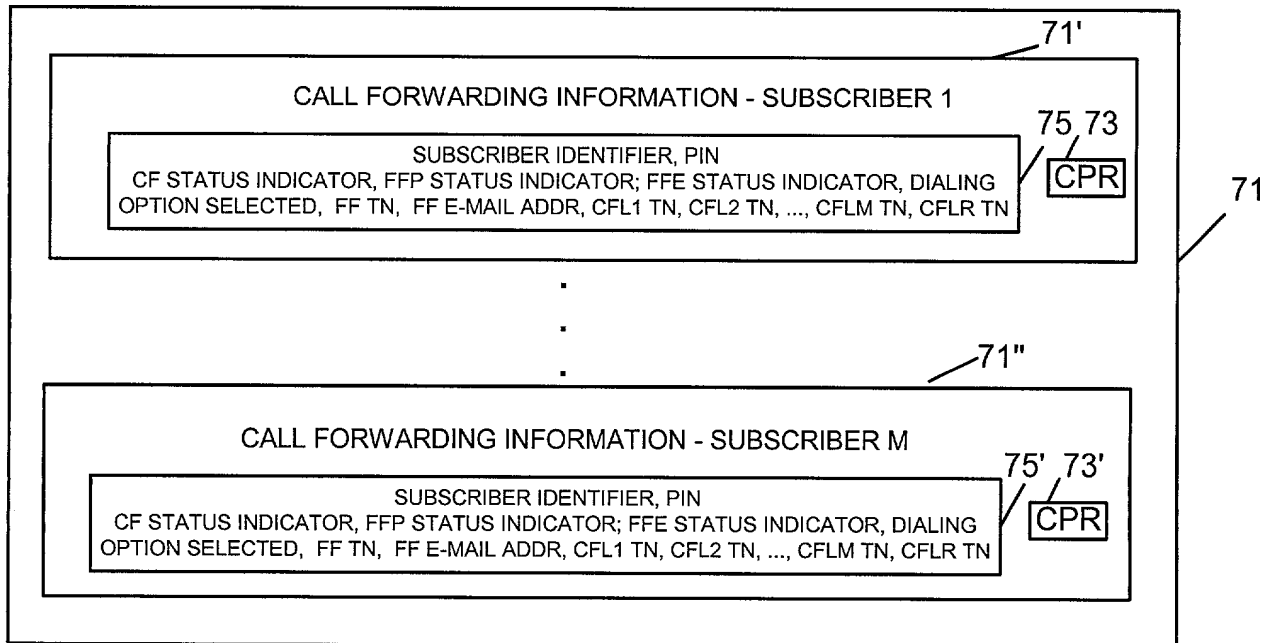 71'
CALL FORWARDING INFORMATION - SUBSCRIBER 1
75 73
SUBSCRIBER IDENTIFIER, PIN
CF STATUS INDICATOR, FFP STATUS INDICATOR; FFE STATUS INDICATOR, DIALING
OPTION SELECTED, FF TN, FF E-MAIL ADDR, CFL1 TN, CFL2 TN, ..., CFLM TN, CFLR TN
CPR
71
.
.
.
71"
CALL FORWARDING INFORMATION - SUBSCRIBER M
75' 73'
SUBSCRIBER IDENTIFIER, PIN
CF STATUS INDICATOR, FFP STATUS INDICATOR; FFE STATUS INDICATOR, DIALING
OPTION SELECTED, FF TN, FF E-MAIL ADDR, CFL1 TN, CFL2 TN, ..., CFLM TN, CFLR TN
CPR